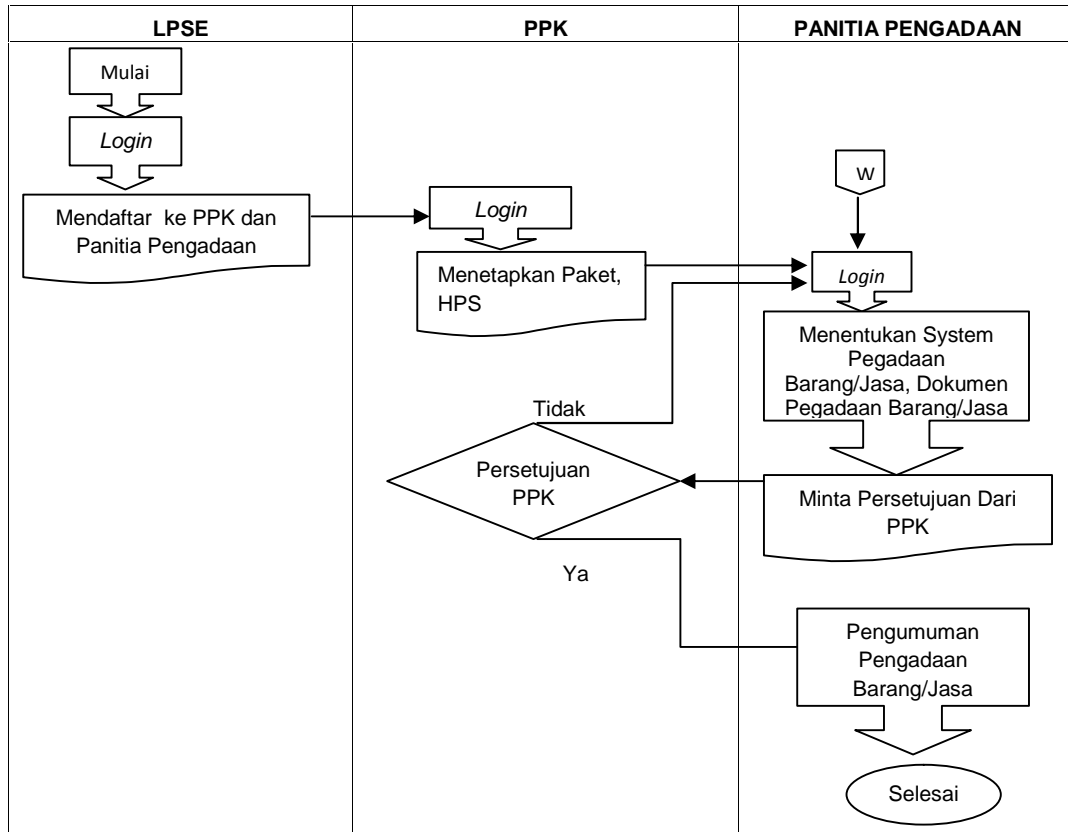 LPSE
PPK
PANITIA PENGADAAN
Mulai
Login
Mendaftar ke PPK dan
Panitia Pengadaan
Login
Menetapkan Paket,
HPS
W
Login
Menentukan System
Pegadaan
Barang/Jasa, Dokumen
Pegadaan Barang/Jasa
Tidak
Persetujuan
PPK
Ya
Minta Persetujuan Dari
PPK
Pengumuman
Pengadaan
Barang/Jasa
Selesai